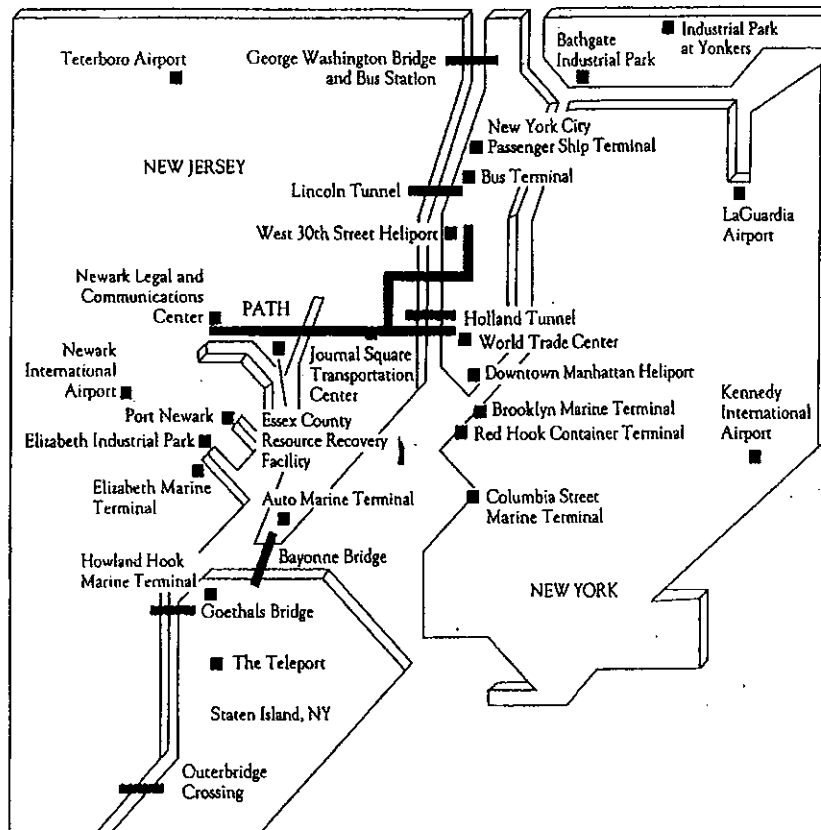 Teterboro Airport
George Washington Bridge
and Bus Station
Bathgate
Industrial Park
Industrial Park
at Yonkers
New York City
Passenger Ship Terminal
NEW JERSEY
Bus Terminal
Lincoln Tunnel
LaGuardia
Airport
West 30th Street Heliport
Newark Legal and
Communications
Center
PATH
Holland Tunnel
World Trade Center
Journal Square
Transportation
Center
Newark
International
Airport
Downtown Manhattan Heliport
Kennedy
International
Airport
Brooklyn Marine Terminal
Port Newark
Essex County
Resource Recovery
Facility
Red Hook Container Terminal
Elizabeth Industrial Park
Elizabeth Marine
Terminal
Auto Marine Terminal
Columbia Street
Marine Terminal
Bayonne Bridge
Howland Hook
Marine Terminal
NEW YORK
Goethals Bridge
The Teleport
Staten Island, NY
Outerbridge
Crossing